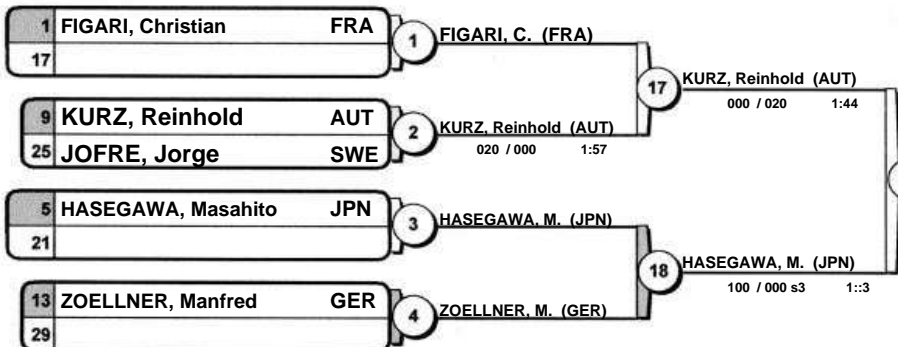 1 FIGARI, Christian FRA
17
1
FIGARI, C. (FRA)
9 KURZ, Reinhold AUT
25 JOFRE, Jorge SWE
2
KURZ, Reinhold (AUT)
020 / 000 1:57
17
KURZ, Reinhold (AUT)
000 / 020 1:44
5 HASEGAWA, Masahito JPN
21
3
HASEGAWA, M. (JPN)
13 ZOELLNER, Manfred GER
29
4
ZOELLNER, M. (GER)
18
HASEGAWA, M. (JPN)
100 / 000 s3 1::3